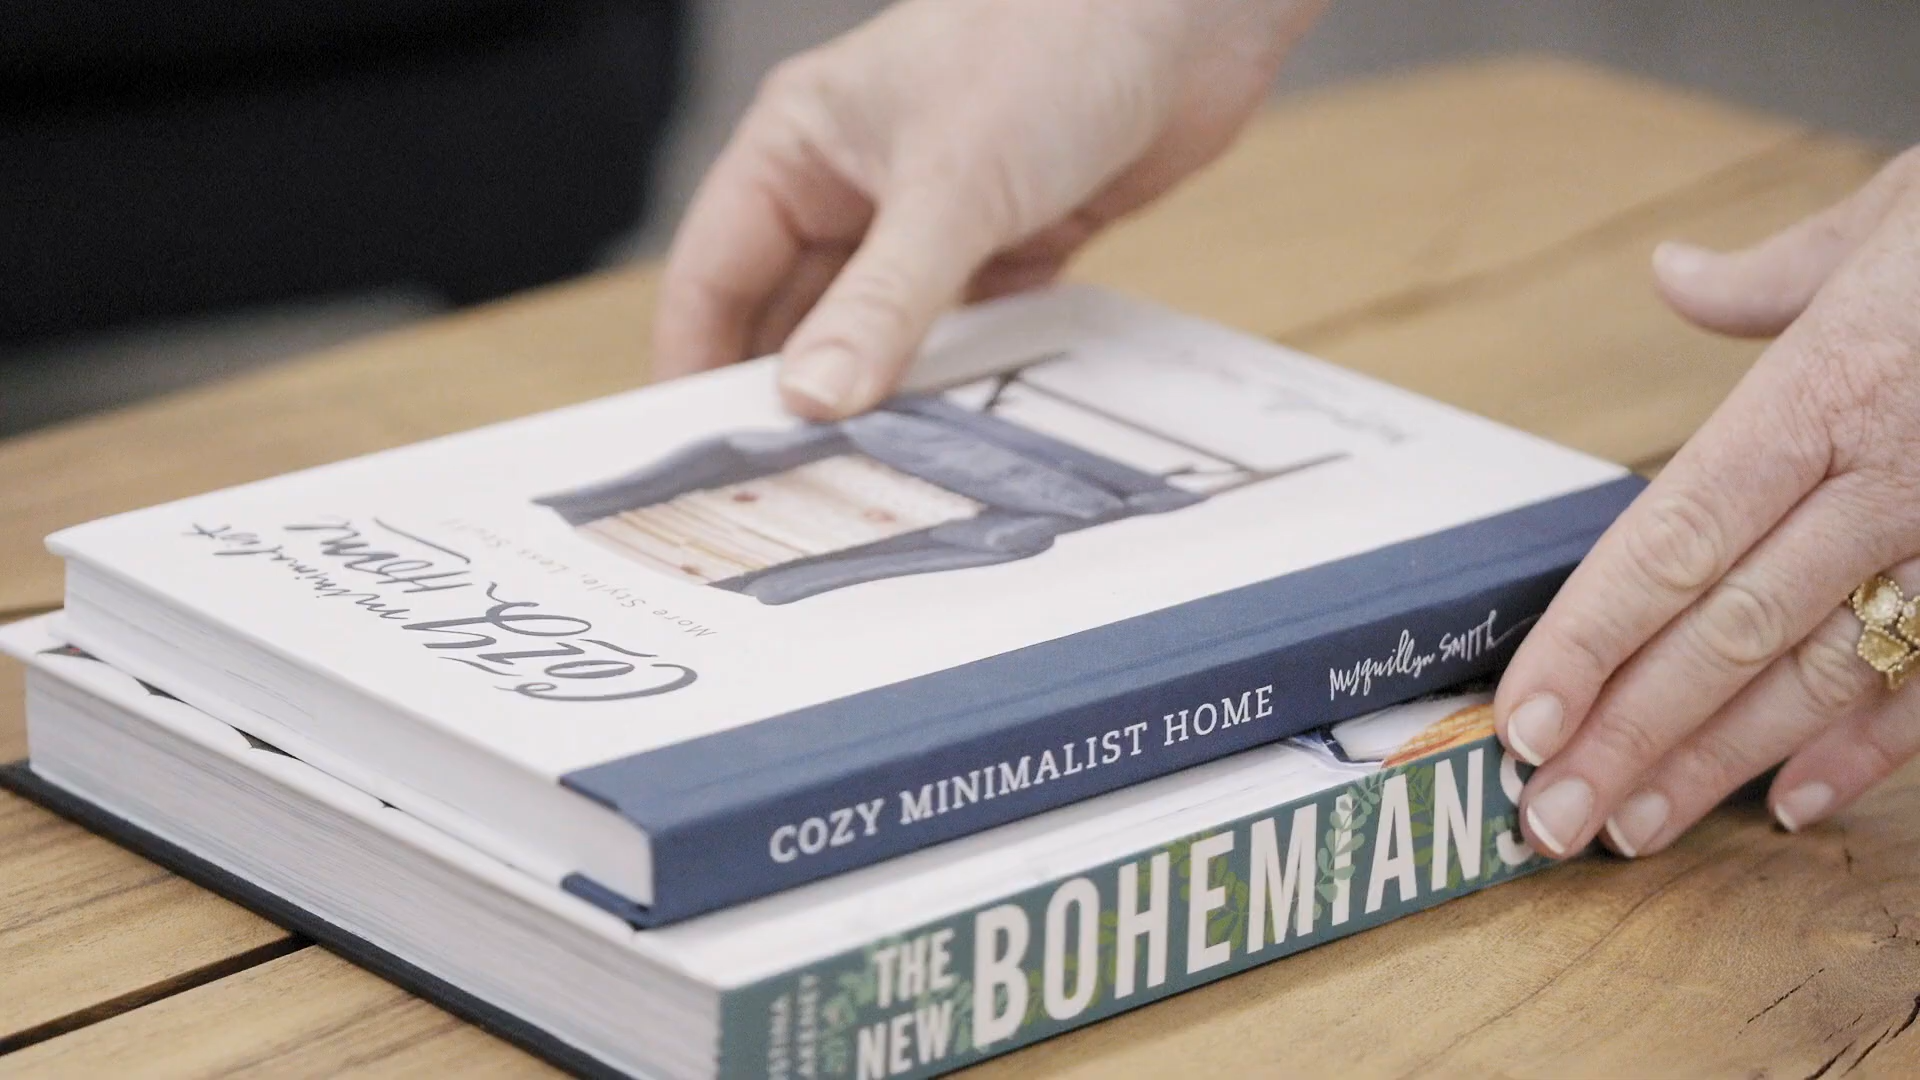 Cozy minimalist
Home
More Style, Less Stuff
COZY MINIMALIST HOME
Myquillyn SMITH
THE
NEW
BOHEMIANS